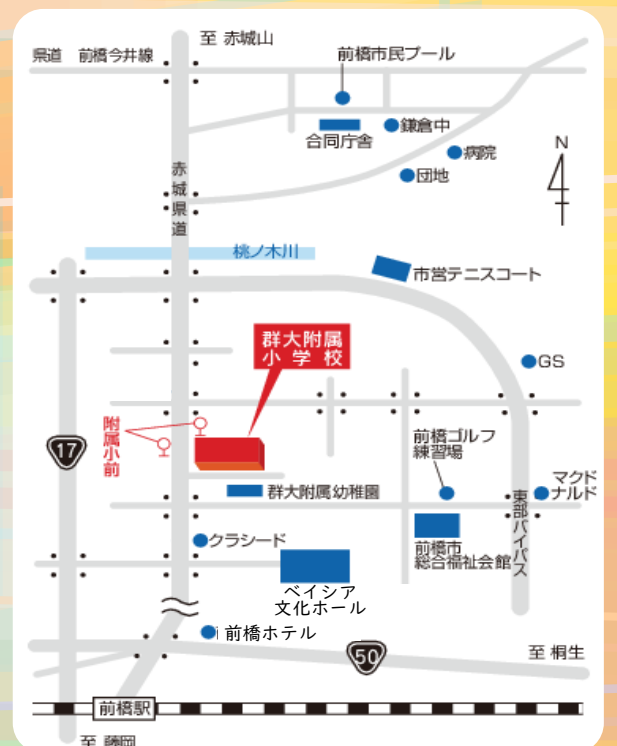 至 赤城山
県道 前橋今井線
前橋市民プール
合同庁舎
鎌倉中
病院
団地
N
赤城県道
桃ノ木川
市営テニスコート
群大附属
小学校
GS
附属小前
17
前橋ゴルフ
練習場
マクド
ナルド
群大附属幼稚園
東部バイパス
クラシード
前橋市
総合福祉会館
ベイシア
文化ホール
前橋ホテル
50
至 桐生
前橋駅
至 藤岡